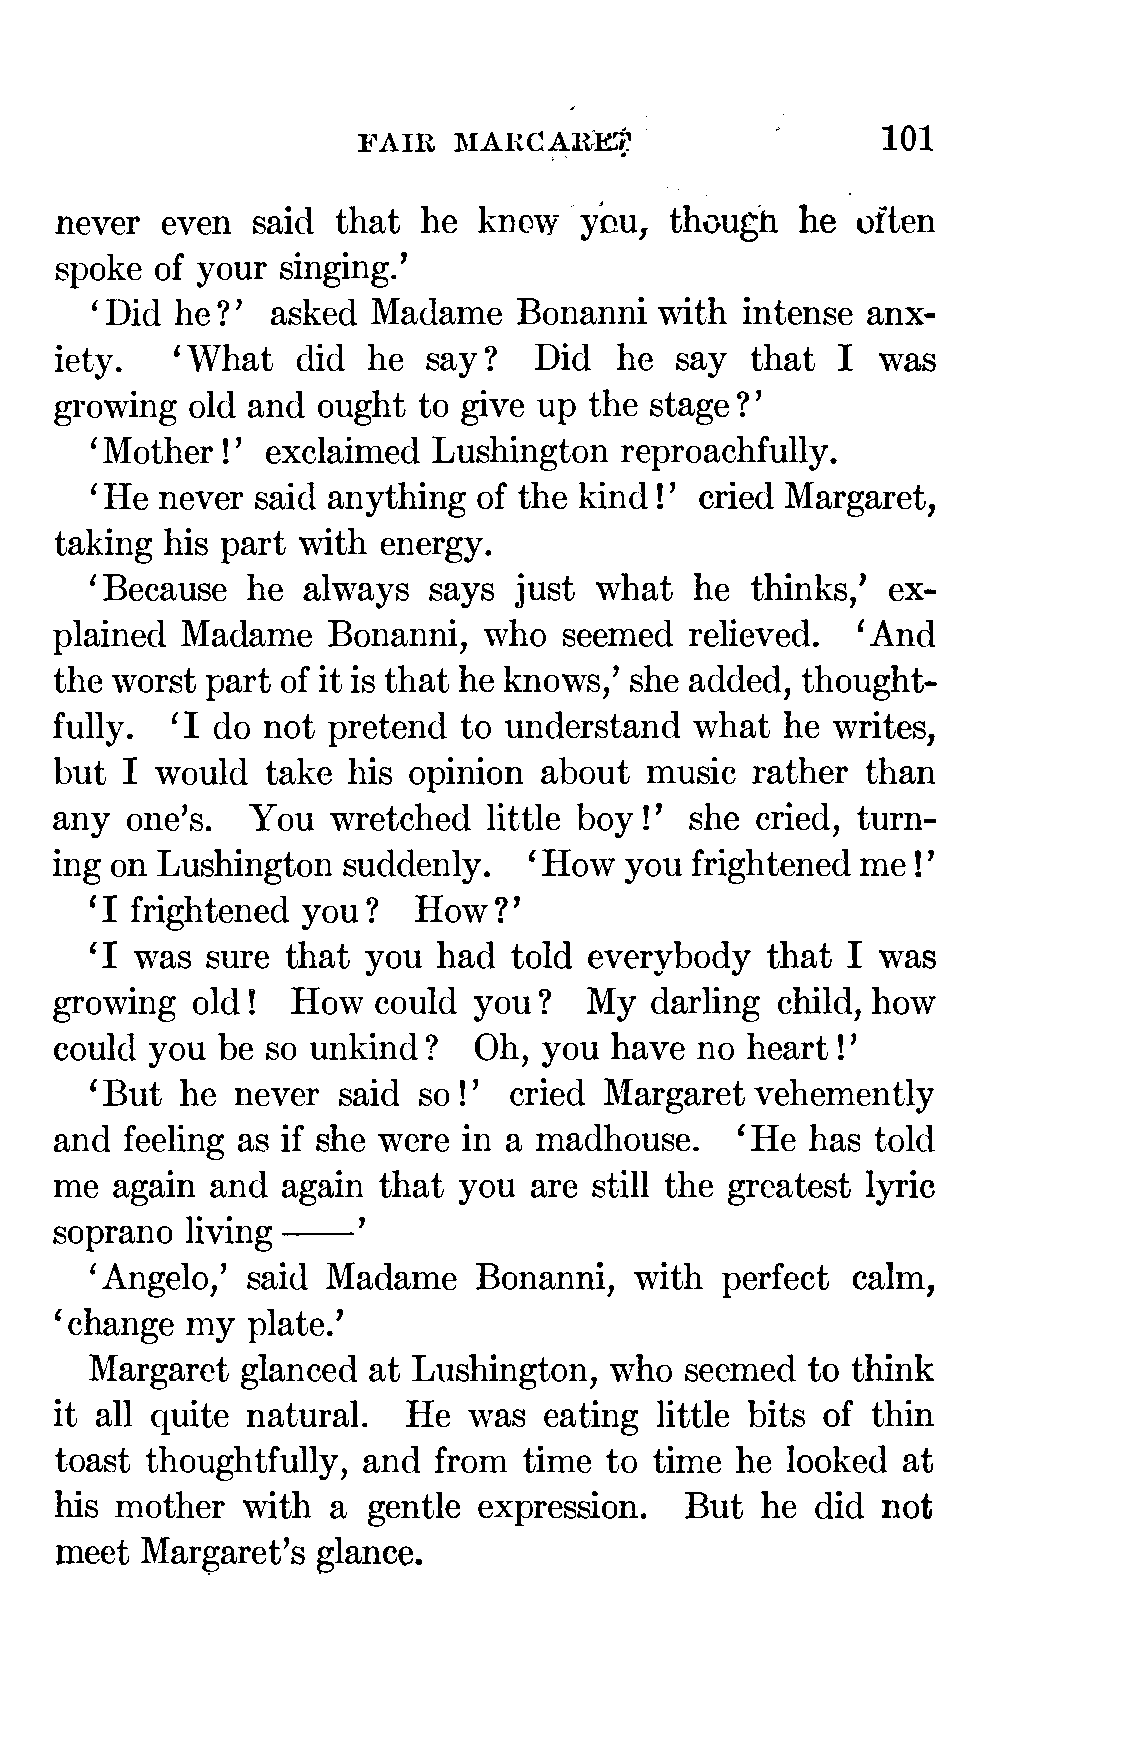 FAIR MARGARET 101
never even said that he knew you, though he often
spoke of your singing.'
'Did he?' asked Madame Bonanni with intense anx-
iety. 'What did he say? Did he say that I was
growing old and ought to give up the stage?'
'Mother!' exclaimed Lushington reproachfully.
'He never said anything of the kind!' cried Margaret,
taking his part with energy.
'Because he always says just what he thinks,' ex-
plained Madame Bonanni, who seemed relieved. 'And
the worst part of it is that he knows,' she added, thought-
fully. 'I do not pretend to understand what he writes,
but I would take his opinion about music rather than
any one's. You wretched little boy!' she cried, turn-
ing on Lushington suddenly. 'How you frightened me!'
'I frightened you? How?'
'I was sure that you had told everybody that I was
growing old! How could you? My darling child, how
could you be so unkind? Oh, you have no heart!'
'But he never said so!' cried Margaret vehemently
and feeling as if she were in a madhouse. 'He has told
me again and again that you are still the greatest lyric
soprano living ——'
'Angelo,' said Madame Bonanni, with perfect calm,
'change my plate.'
Margaret glanced at Lushington, who seemed to think
it all quite natural. He was eating little bits of thin
toast thoughtfully, and from time to time he looked at
his mother with a gentle expression. But he did not
meet Margaret's glance.